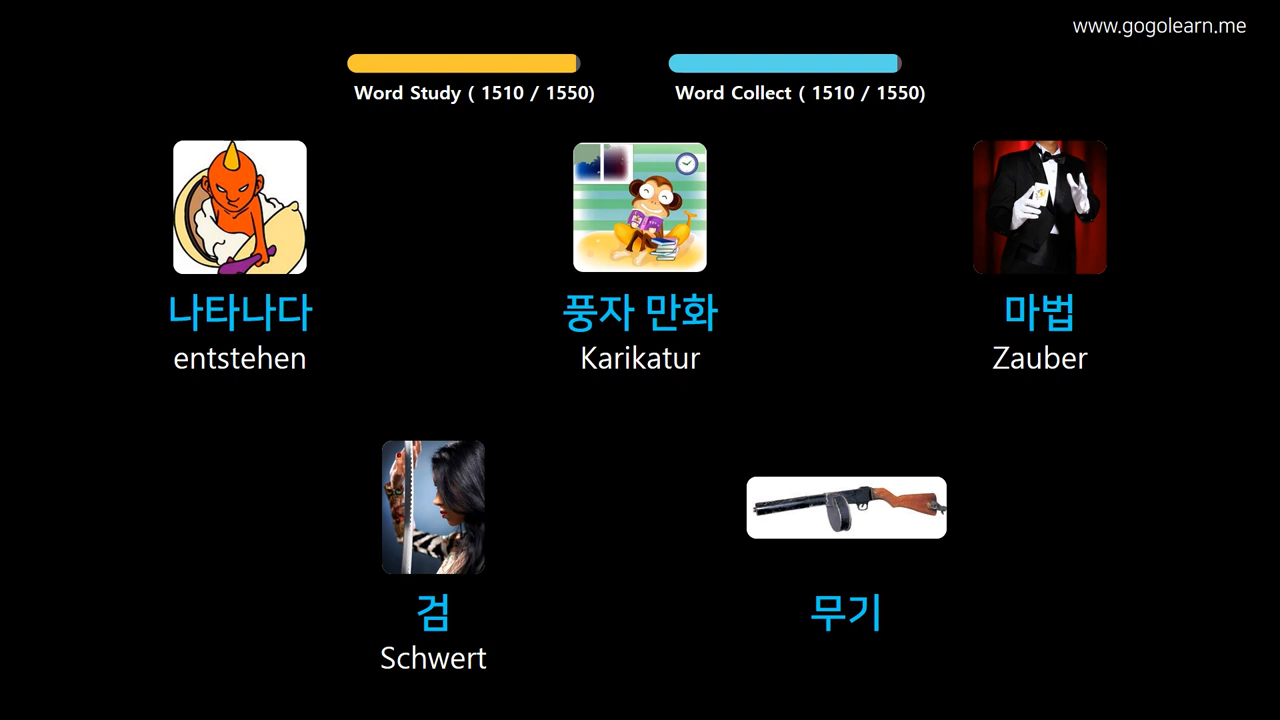 www.gogolearn.me
Word Study ( 1510 / 1550)
Word Collect ( 1510 / 1550)
나타나다
entstehen
풍자 만화
Karikatur
마법
Zauber
검
Schwert
무기